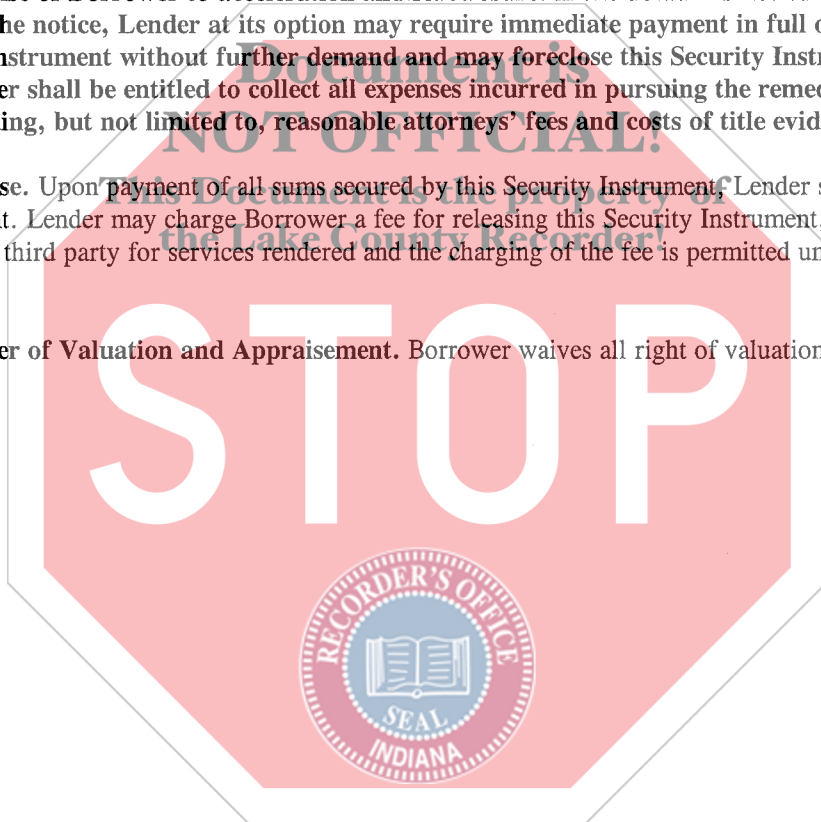 he notice, Lender at its option may require immediate payment in full o
nstrument without further demand and may foreclose this Security Instr
er shall be entitled to collect all expenses incurred in pursuing the remed
ing, but not limited to, reasonable attorneys' fees and costs of title evid
se. Upon payment of all sums secured by this Security Instrument, Lender s
t. Lender may charge Borrower a fee for releasing this Security Instrument,
third party for services rendered and the charging of the fee is permitted un
er of Valuation and Appraisement. Borrower waives all right of valuation
Document is
NOT OFFICIAL!
This Document is the property of
the Lake County Recorder!
STOP
RECORDER'S OFFICE
SEAL
INDIANA